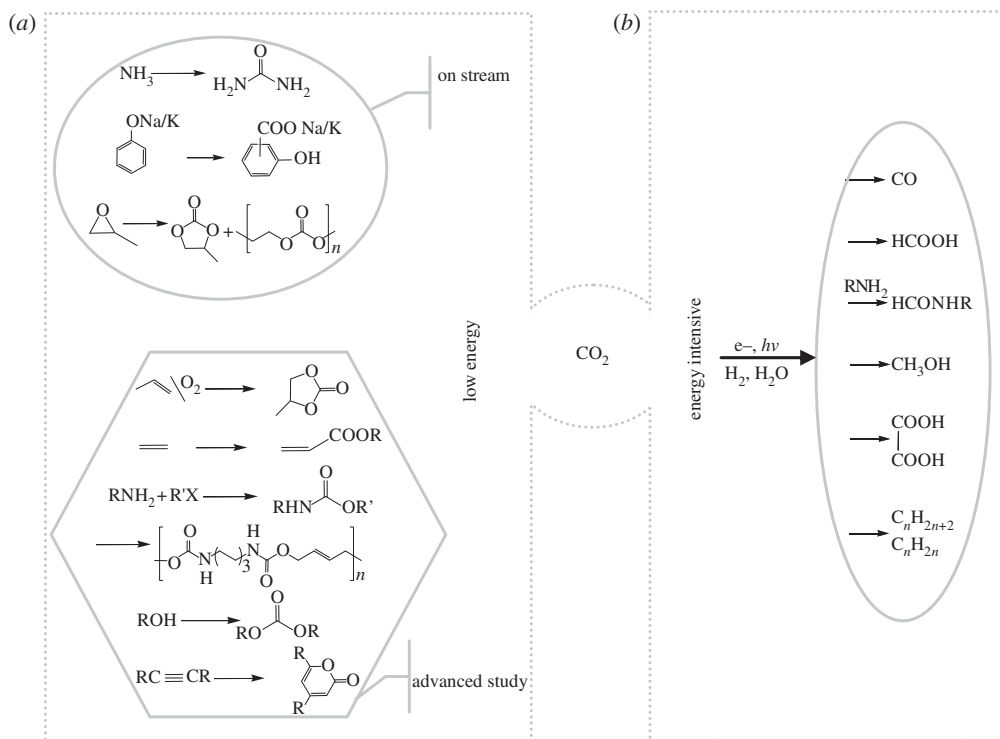 (a)
NH3
O
H2N
NH2
on stream
ONa/K
COO Na/K
OH
O
O
O
O
+
O
O
O
n
low energy
O2
O
O
O
COOR
RNH2 + R'X
O
RHN
OR’
O
O
N
H
3
H
N
O
O
n
ROH
O
RO
OR
RC≡CR
R
O
O
R
advanced study
CO2
(b)
energy intensive
e–, hv
H2, H2O
CO
HCOOH
RNH2
HCONHR
CH3OH
COOH
COOH
CnH2n+2
CnH2n